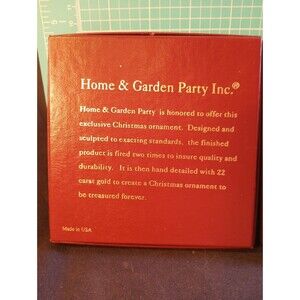 Home & Garden Party Inc.®
Home & Garden Party is honored to offer this
exclusive Christmas ornament. Designed and
sculpted to exacting standards, the finished
product is fired two times to insure quality and
durability. It is then hand detailed with 22
carat gold to create a Christmas ornament to
be treasured forever.
Made in USA